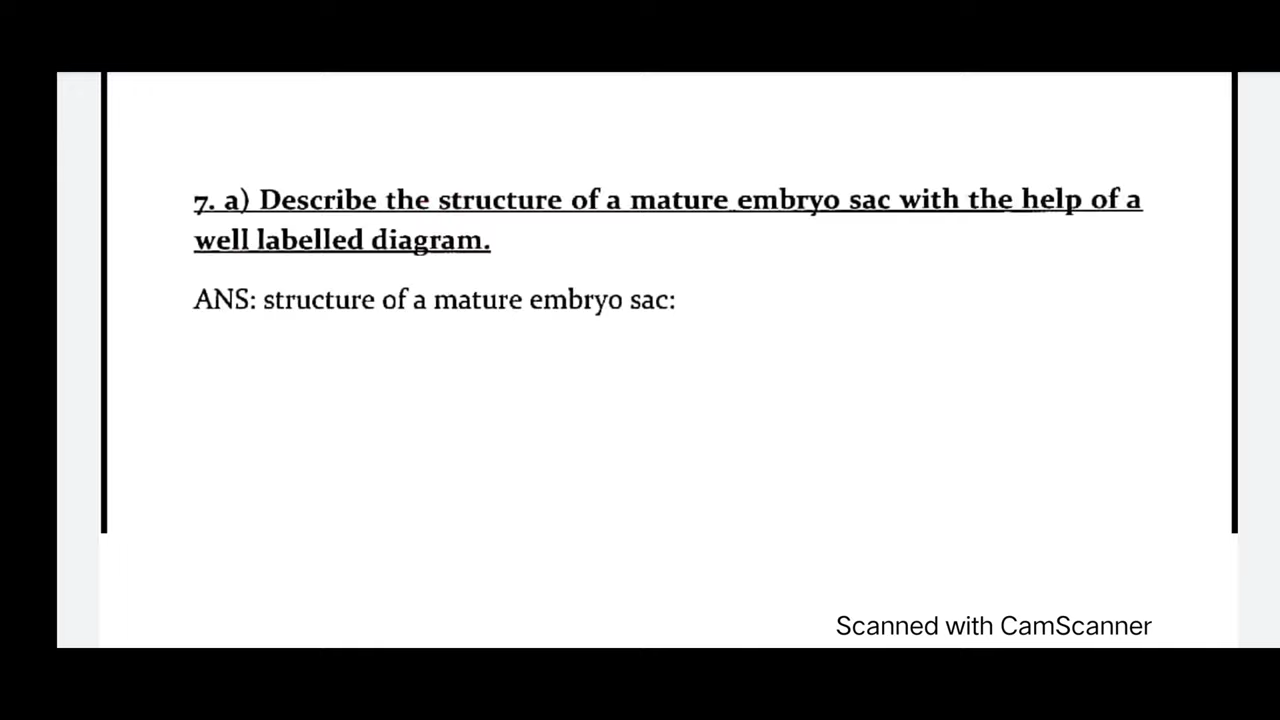 7. a) Describe the structure of a mature embryo sac with the help of a
well labelled diagram.
ANS: structure of a mature embryo sac:
Scanned with CamScanner